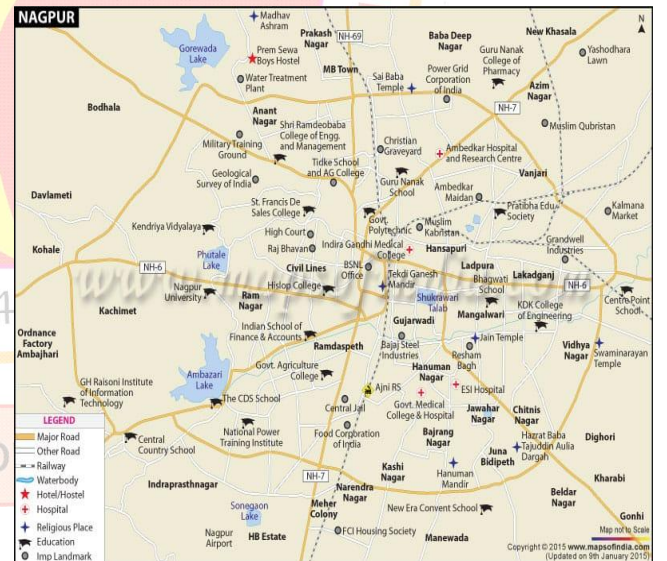 NAGPUR
Madhav
Ashram
Prakash
Nagar
NH-69
Baba Deep
Nagar
New Khasala
N
Gorewada
Lake
Prem Sewa
Boys Hostel
MB Town
Guru Nanak
College of
Pharmacy
Yashodhara
Lawn
Water Treatment
Plant
Sai Baba
Temple
Power Grid
Corporation
of India
Azim
Nagar
NH-7
Bodhala
Anant
Nagar
Shri Ramdeobaba
College of Engg.
and Management
Muslim Qubristan
Military Training
Ground
Christian
Graveyard
Ambedkar Hospital
and Research Centre
Tidke School
and AG College
Vanjari
Geological
Survey of India
Guru Nanak
School
Ambedkar
Maidan
Davlameti
St. Francis De
Sales College
Pratibha Edu
Society
Kalmana
Market
Govt.
Polytechnic
Muslim
Kabristan
Kendriya Vidyalaya
High Court
Grandwell
Industries
Kohale
Phutale
Lake
Raj Bhavan
Indira Gandhi Medical
College
Hansapuri
NH-6
Civil Lines
BSNL
Office
Tekdi Ganesh
Mandir
Ladpura
Lakadganj
Bhagwati
School
NH-6
Nagpur
University
Ram
Nagar
Hislop College
Shukrawari
Talab
Mangalwari
KDK College
of Engineering
Centre Point
School
Kachimet
Gujarwadi
Ordnance
Factory
Ambajhari
Indian School of
Finance & Accounts
Ramdaspeth
Bajaj Steel
Industries
Jain Temple
Resham
Bagh
Vidhya
Nagar
Swaminarayan
Temple
Hanuman
Nagar
Ambazari
Lake
Govt. Agriculture
College
Ajni RS
ESI Hospital
GH Raisoni Institute
of Information
Technology
The CDS School
Central Jail
Govt. Medical
College & Hospital
Jawahar
Nagar
Chitnis
Nagar
LEGEND
Major Road
Other Road
Railway
Waterbody
Hotel/Hostel
Hospital
Religious Place
Education
Imp Landmark
Central
Country School
National Power
Training Institute
Food Corporation
of India
Bajrang
Nagar
Hazrat Baba
Tajuddin Aulia
Dargah
Dighori
Juna
Bidipeth
Indraprasthnagar
NH-7
Kashi
Nagar
Hanuman
Mandir
Kharabi
Narendra
Nagar
Beldar
Nagar
Sonegaon
Lake
Meher
Colony
New Era Convent School
Gonhi
Nagpur
Airport
HB Estate
FCI Housing Society
Manewada
Map not to Scale
Copyright © 2015 www.mapsofindia.com
(Updated on 9th January 2015)